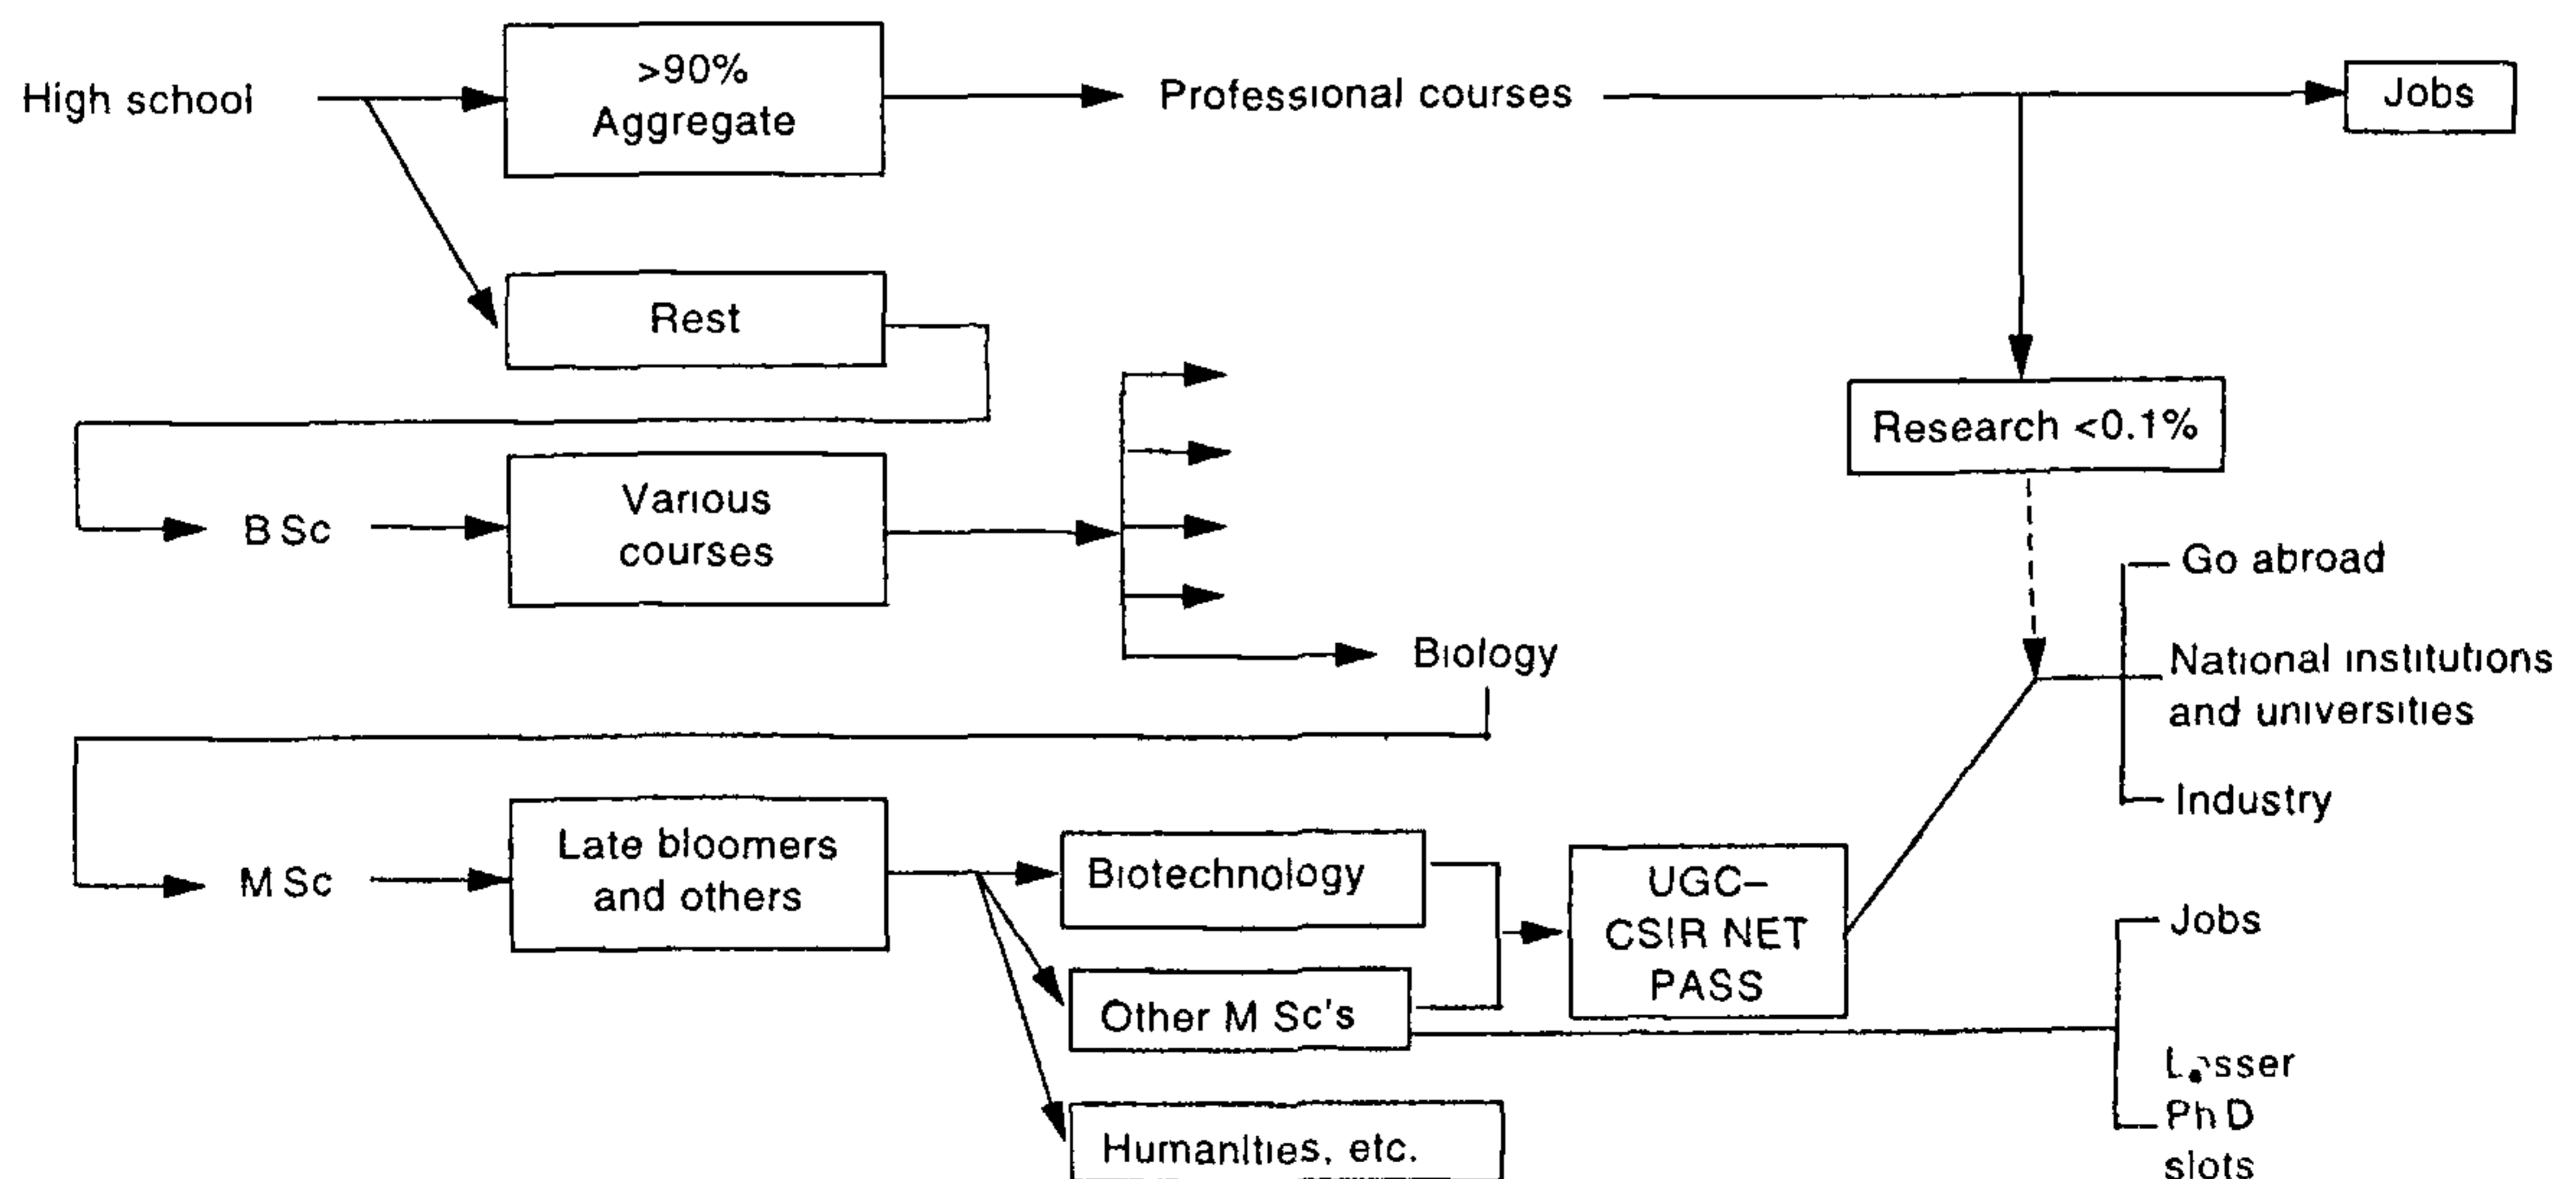 High school
>90%
Aggregate
Professional courses
Jobs
Rest
Research <0.1%
B Sc
Various
courses
Biology
Go abroad
National institutions
and universities
Industry
M Sc
Late bloomers
and others
Biotechnology
Other M Sc's
Humanities, etc.
UGC–
CSIR NET
PASS
Jobs
Lesser
Ph D
slots